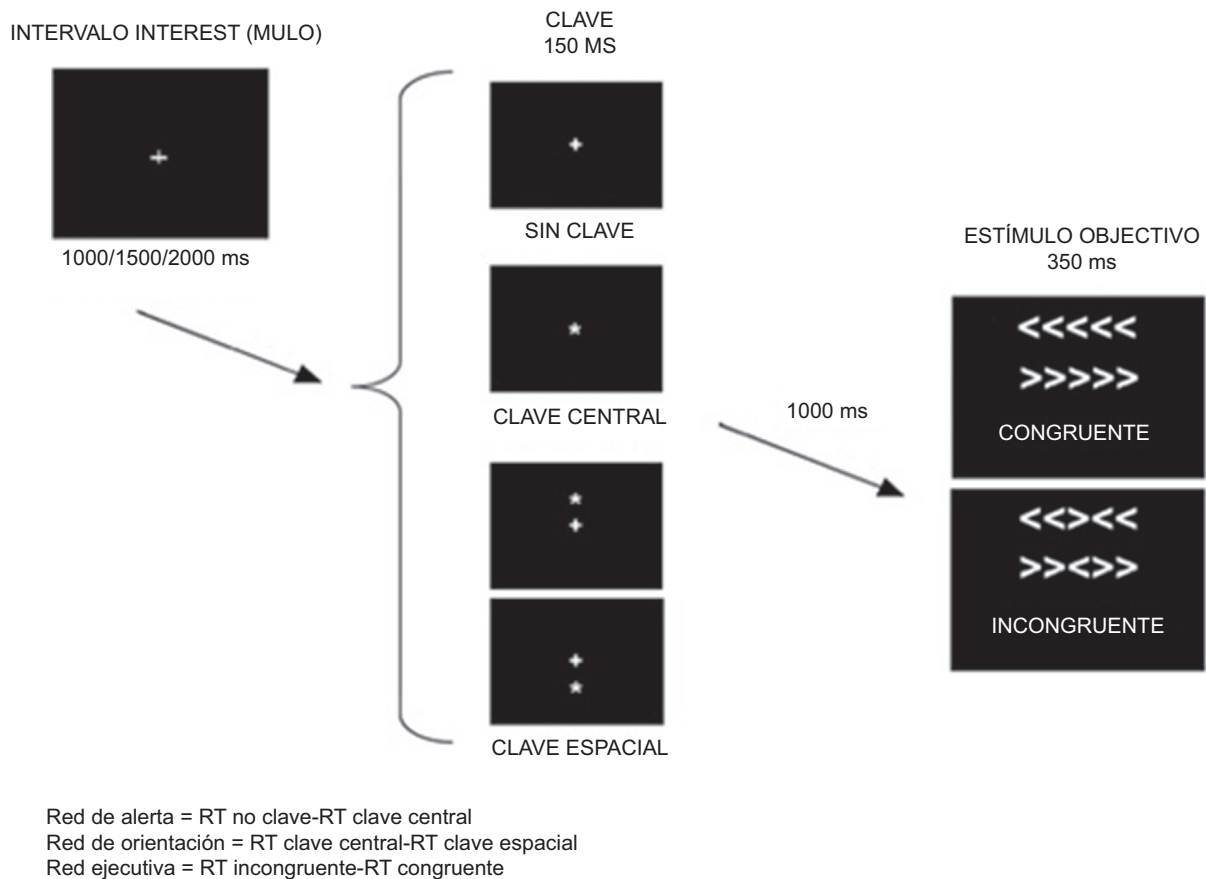 INTERVALO INTEREST (MULO)
+
1000/1500/2000 ms
CLAVE
150 MS
+
SIN CLAVE
*
CLAVE CENTRAL
*
+
+
*
CLAVE ESPACIAL
1000 ms
ESTÍMULO OBJECTIVO
350 ms
<<<<<
>>>>>
CONGRUENTE
<<><<
>><>>
INCONGRUENTE
Red de alerta = RT no clave-RT clave central
Red de orientación = RT clave central-RT clave espacial
Red ejecutiva = RT incongruente-RT congruente